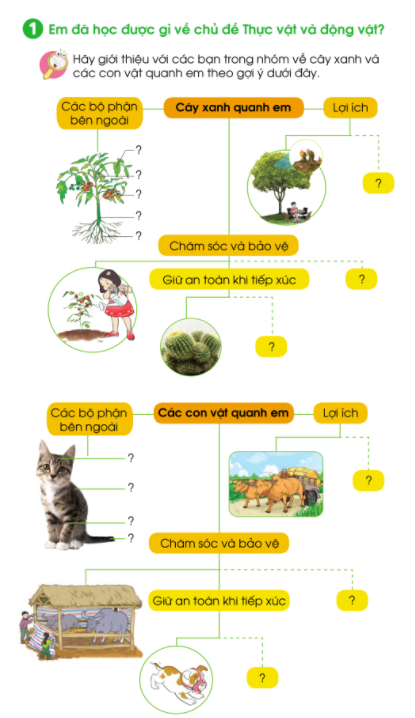 1 Em đã học được gì về chủ đề Thực vật và động vật?
Hãy giới thiệu với các bạn trong nhóm về cây xanh và
các con vật quanh em theo gợi ý dưới đây.
Các bộ phận
bên ngoài
Cây xanh quanh em
Lợi ích
?
?
?
?
?
?
Chăm sóc và bảo vệ
Giữ an toàn khi tiếp xúc
?
?
Các bộ phận
bên ngoài
Các con vật quanh em
Lợi ích
?
?
?
?
?
Chăm sóc và bảo vệ
Giữ an toàn khi tiếp xúc
?
?